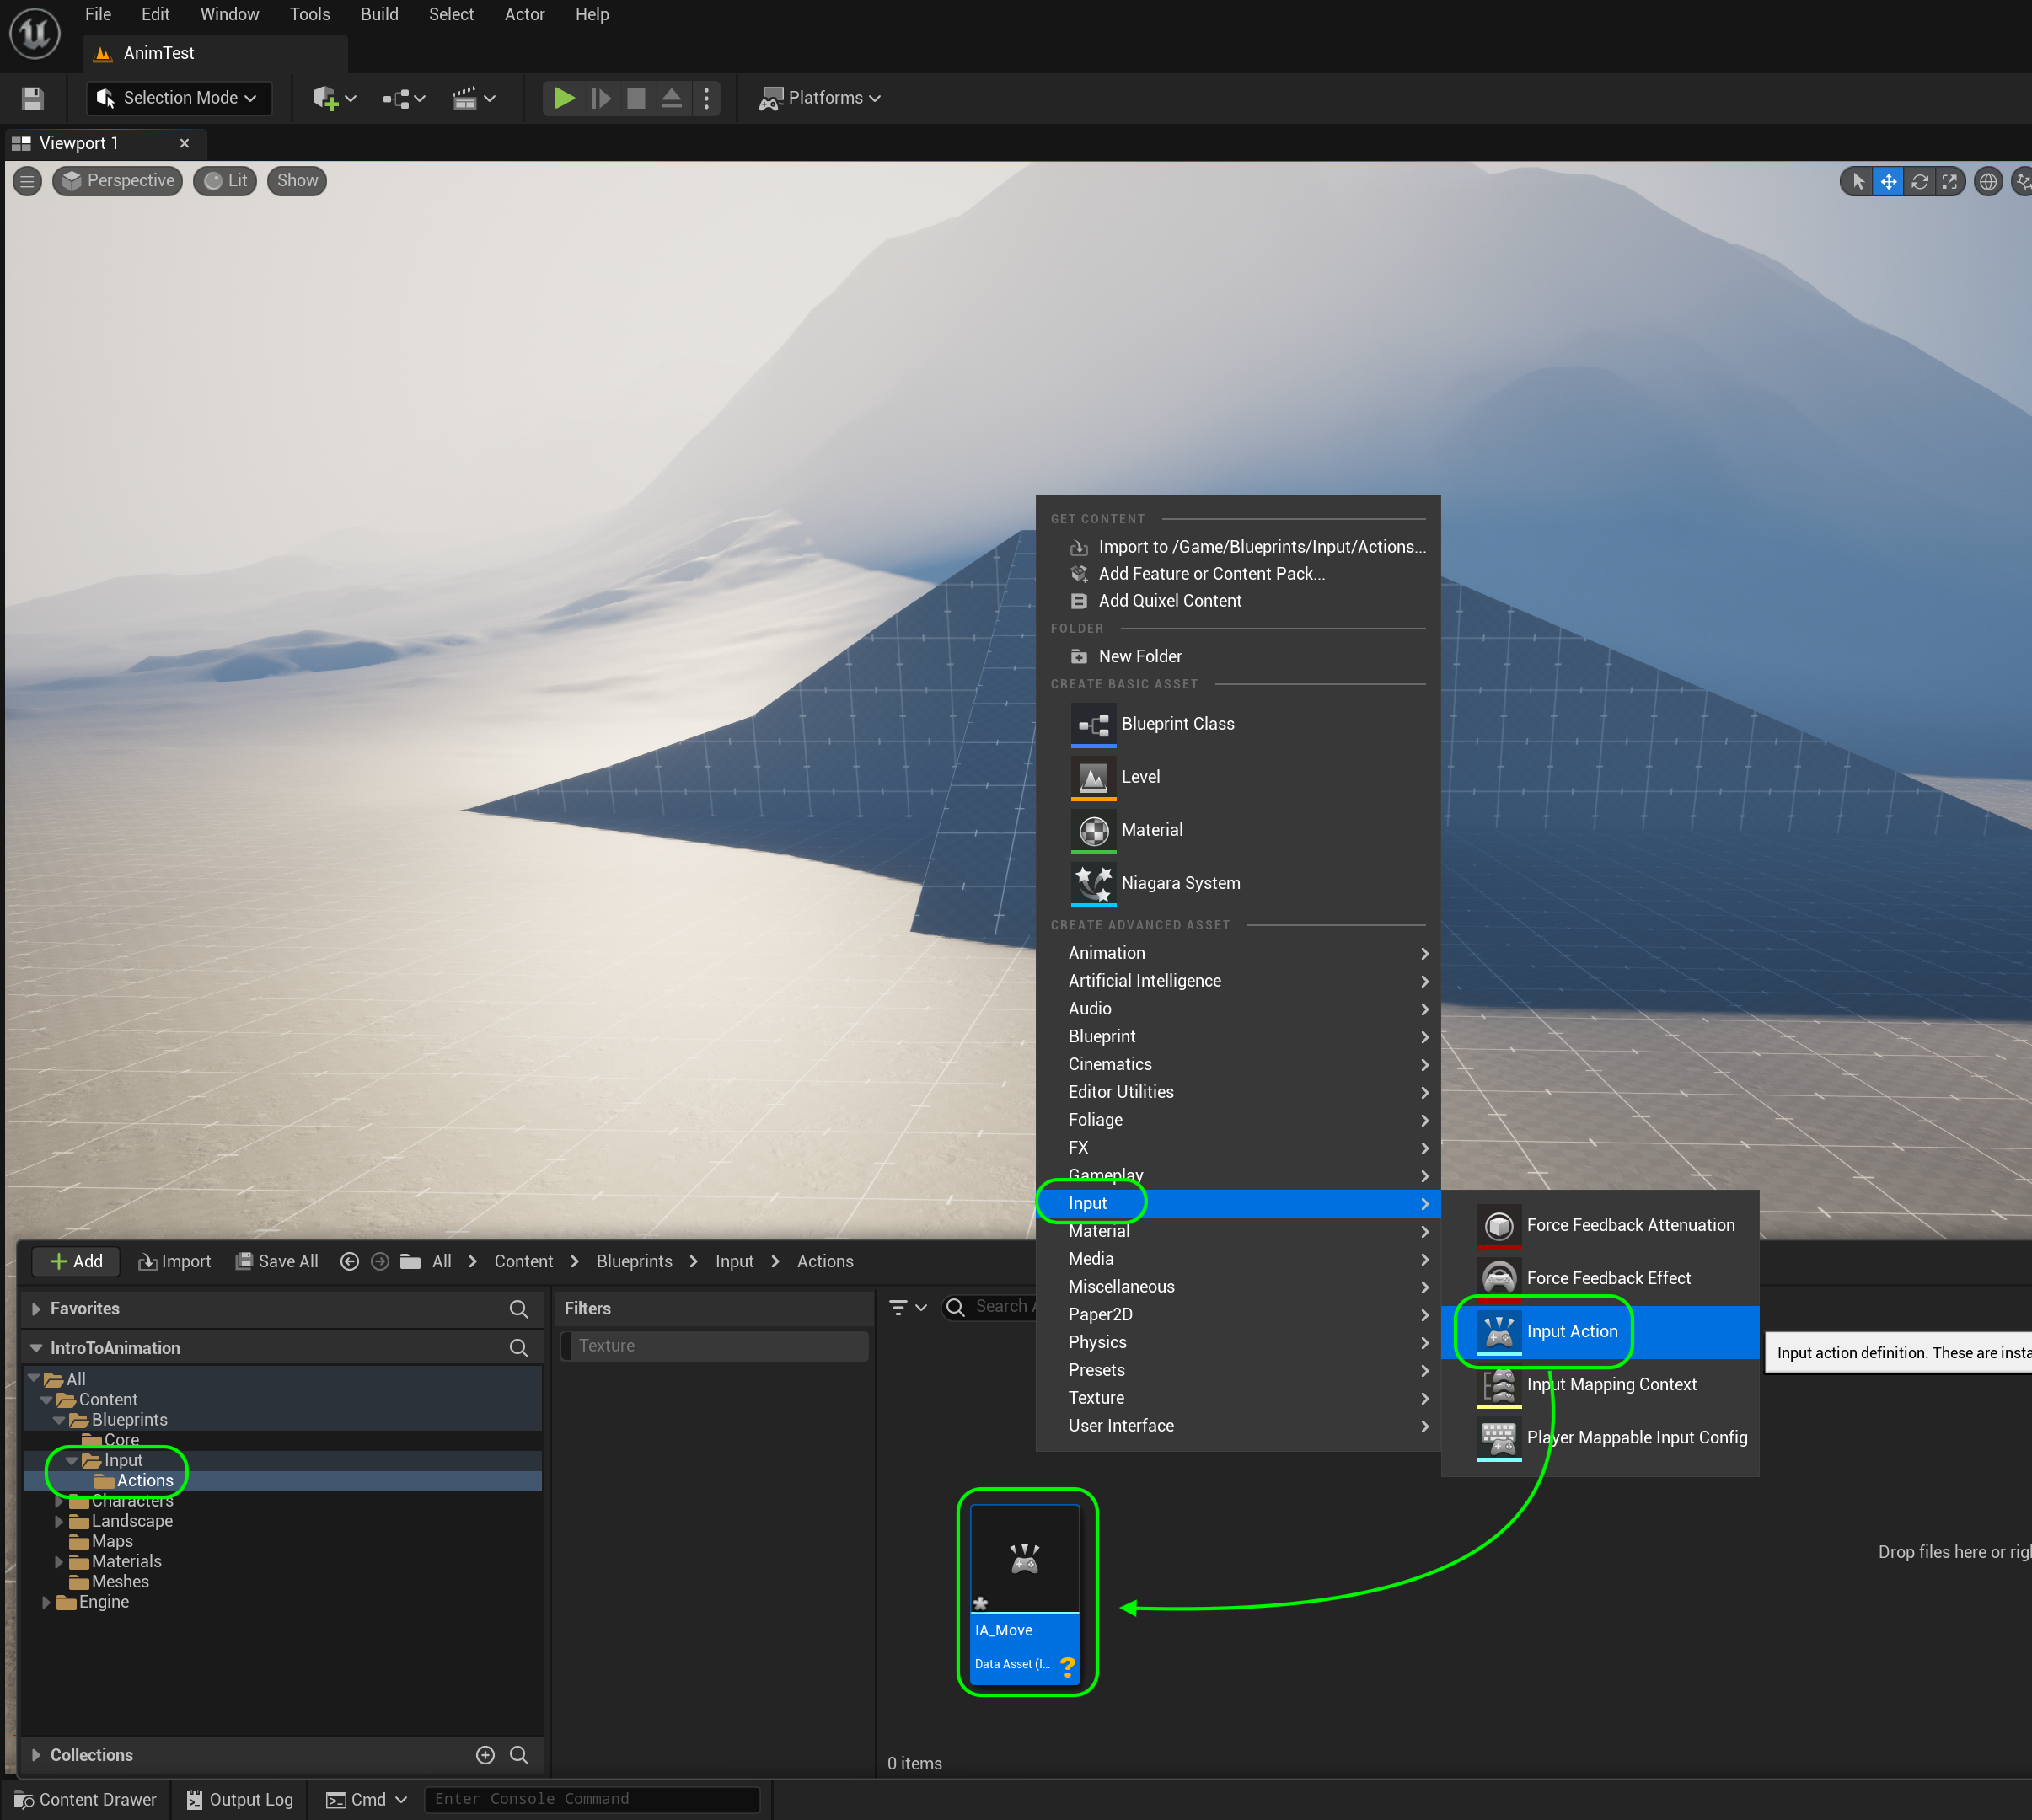 File Edit Window Tools Build Select Actor Help
AnimTest
Selection Mode
Platforms
Viewport 1
Perspective Lit Show
GET CONTENT
Import to /Game/Blueprints/Input/Actions...
Add Feature or Content Pack...
Add Quixel Content
FOLDER
New Folder
CREATE BASIC ASSET
Blueprint Class
Level
Material
Niagara System
CREATE ADVANCED ASSET
Animation
Artificial Intelligence
Audio
Blueprint
Cinematics
Editor Utilities
Foliage
FX
Gameplay
Input
Material
Media
Miscellaneous
Paper2D
Physics
Presets
Texture
User Interface
Force Feedback Attenuation
Force Feedback Effect
Input Action
Input Mapping Context
Player Mappable Input Config
Input action definition. These are
Add Import Save All All Content Blueprints Input Actions
Favorites
IntroToAnimation
All
Content
Blueprints
Core
Input
Actions
Characters
Landscape
Maps
Materials
Meshes
Engine
Collections
Filters
Texture
Search
IA_Move
Data Asset (I...
Drop files here or
0 items
Content Drawer Output Log Cmd Enter Console Command